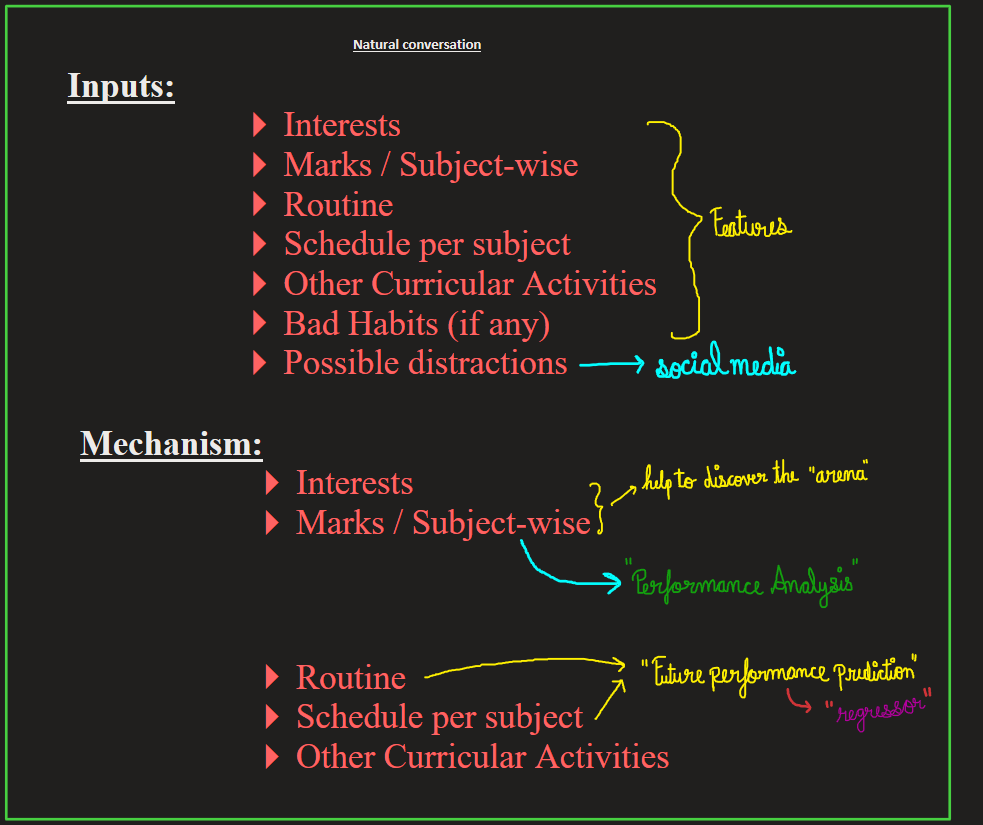 Natural conversation
Inputs:
Interests
Marks / Subject-wise
Routine
Features
Schedule per subject
Other Curricular Activities
Bad Habits (if any)
Possible distractions
social media
Mechanism:
Interests
help to discover the "arena"
Marks / Subject-wise
"Performance Analysis"
Routine
"Future performance prediction"
Schedule per subject
"regressor"
Other Curricular Activities